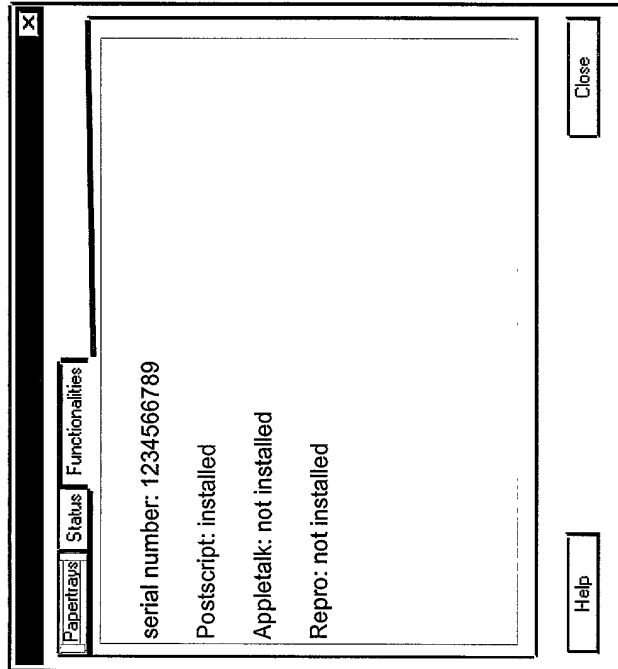 Papertrays Status Functionalities
serial number: 1234566789
Postscript: installed
Appletalk: not installed
Repro: not installed
Help Close